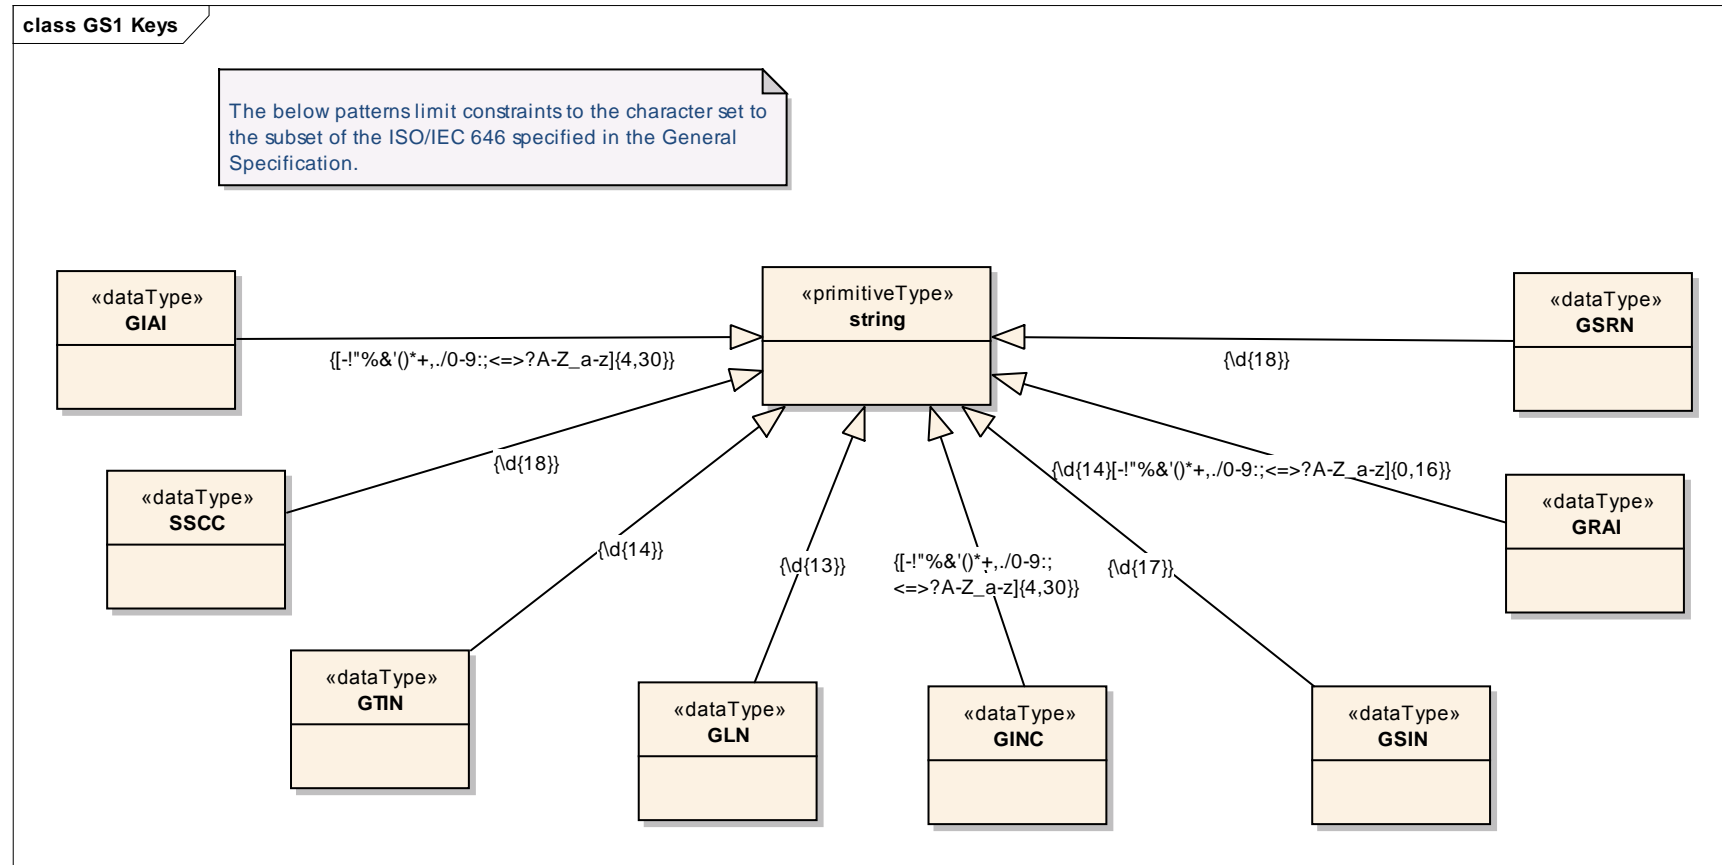 class GS1 Keys
The below patterns limit constraints to the character set to
the subset of the ISO/IEC 646 specified in the General
Specification.
«dataType»
GIAI
«primitiveType»
string
«dataType»
GSRN
{[-!"%&'()*+,./0-9:;<=>?A-Z_a-z]{4,30}}
{\d{18}}
{\d{18}}
{\d{14}[-!"%&'()*+,./0-9:;<=>?A-Z_a-z]{0,16}}
«dataType»
SSCC
«dataType»
GRAI
{\d{14}}
{\d{13}}
{[-!"%&'()*+,./0-9:;
<=>?A-Z_a-z]{4,30}}
{\d{17}}
«dataType»
GTIN
«dataType»
GLN
«dataType»
GINC
«dataType»
GSIN